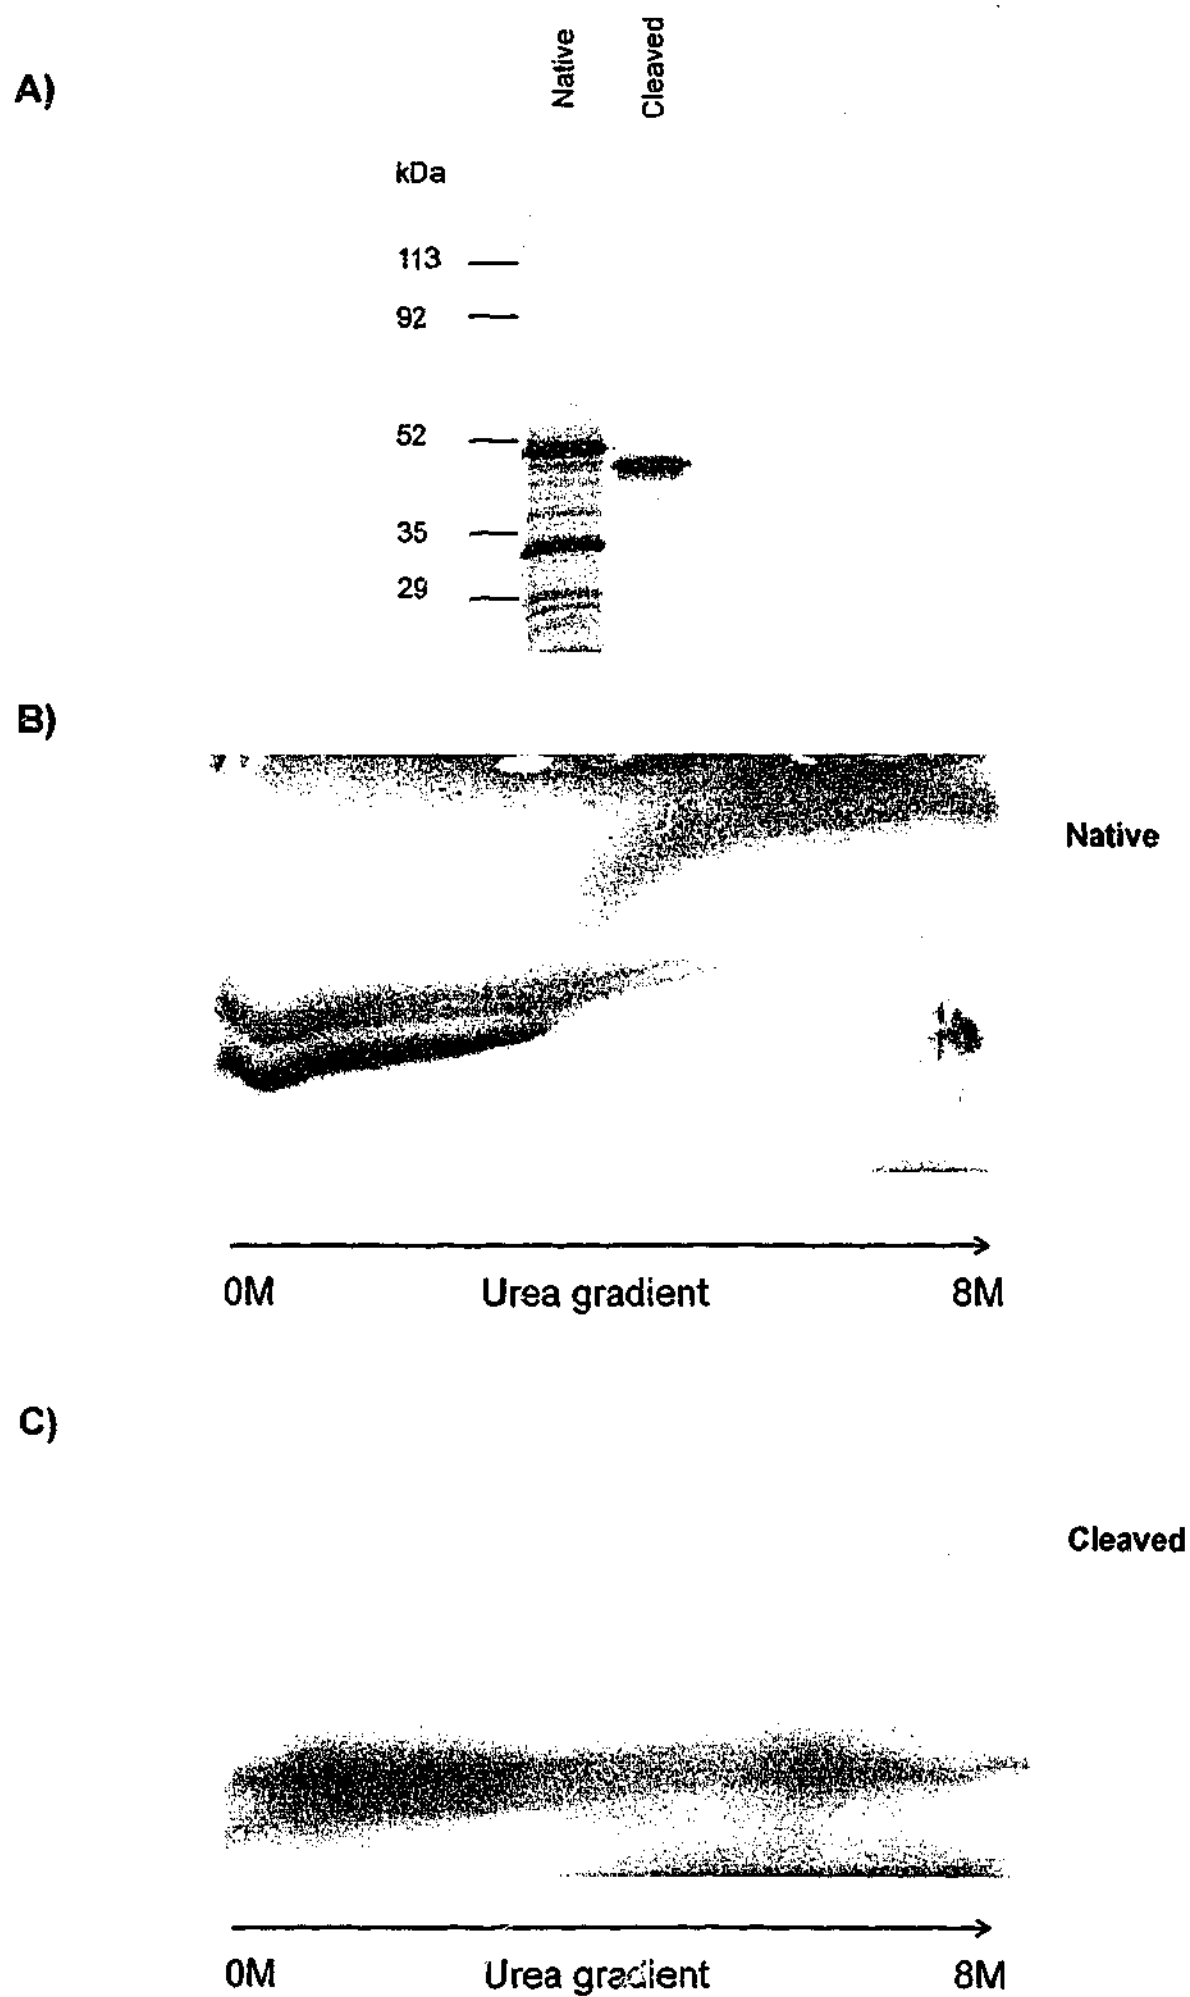 A)
Native
Cleaved
kDa
113
92
52
35
29
B)
Native
0M Urea gradient 8M
C)
Cleaved
0M Urea gradient 8M